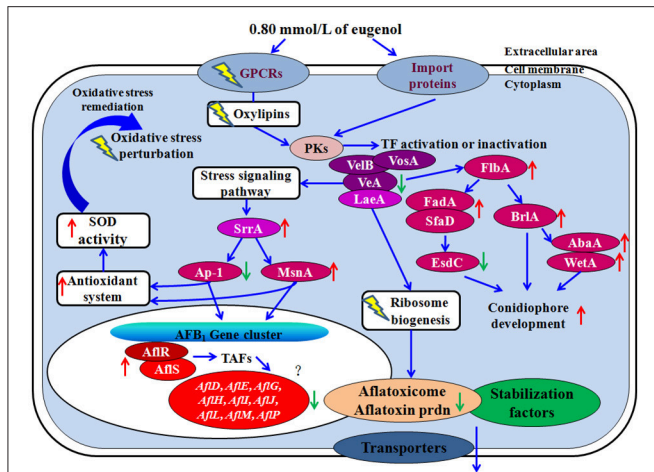 0.80 mmol/L of eugenol
Extracellular area
Cell membrane
Cytoplasm
GPCRs
Import
proteins
Oxidative stress
remediation
Oxylipins
Oxidative stress
perturbation
PKs
TF activation or inactivation
VelB
VosA
VeA
LaeA
FlbA
Stress signaling
pathway
FadA
SfaD
BrlA
SOD
activity
SrrA
AbaA
WetA
EsdC
Ap-1
MsnA
Antioxidant
system
Ribosome
biogenesis
Conidiophore
development
AFB1 Gene cluster
AflR
AflS
TAFs
?
AflD, AflE, AflG,
AflH, AflI, AflJ,
AflL, AflM, AflP
Aflatoxicome
Aflatoxin prdn
Stabilization
factors
Transporters